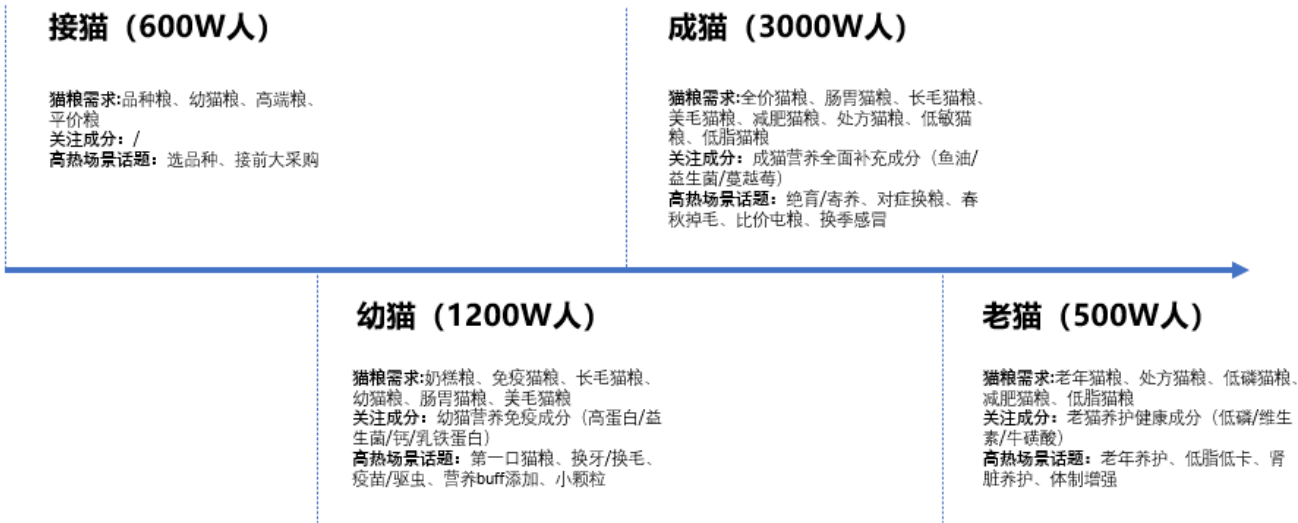 接猫（600W人）
猫粮需求:品种粮、幼猫粮、高端粮、
平价粮
关注成分：/
高热场景话题：选品种、接前大采购
成猫（3000W人）
猫粮需求:全价猫粮、肠胃猫粮、长毛猫粮、
美毛猫粮、减肥猫粮、处方猫粮、低敏猫
粮、低脂猫粮
关注成分：成猫营养全面补充成分（鱼油/
益生菌/蔓越莓）
高热场景话题：绝育/寄养、对症换粮、春
秋掉毛、比价屯粮、换季感冒
幼猫（1200W人）
猫粮需求:奶糕粮、免疫猫粮、长毛猫粮、
幼猫粮、肠胃猫粮、美毛猫粮
关注成分：幼猫营养免疫成分（高蛋白/益
生菌/钙/乳铁蛋白）
高热场景话题：第一口猫粮、换牙/换毛、
疫苗/驱虫、营养buff添加、小颗粒
老猫（500W人）
猫粮需求:老年猫粮、处方猫粮、低磷猫粮、
减肥猫粮、低脂猫粮
关注成分：老猫养护健康成分（低磷/维生
素/牛磺酸）
高热场景话题：老年养护、低脂低卡、肾
脏养护、体制增强